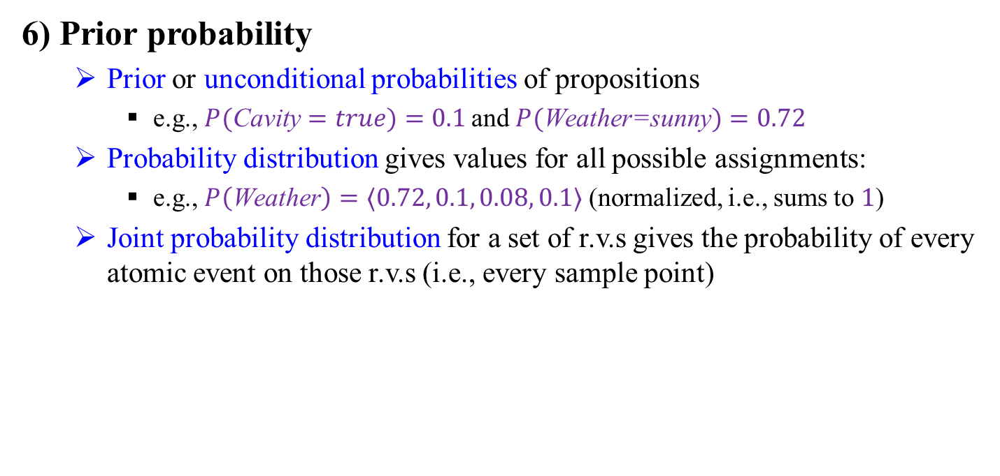 6) Prior probability
➢ Prior or unconditional probabilities of propositions
▪ e.g., P(Cavity = true) = 0.1 and P(Weather=sunny) = 0.72
➢ Probability distribution gives values for all possible assignments:
▪ e.g., P(Weather) = ⟨0.72, 0.1, 0.08, 0.1⟩ (normalized, i.e., sums to 1)
➢ Joint probability distribution for a set of r.v.s gives the probability of every
atomic event on those r.v.s (i.e., every sample point)